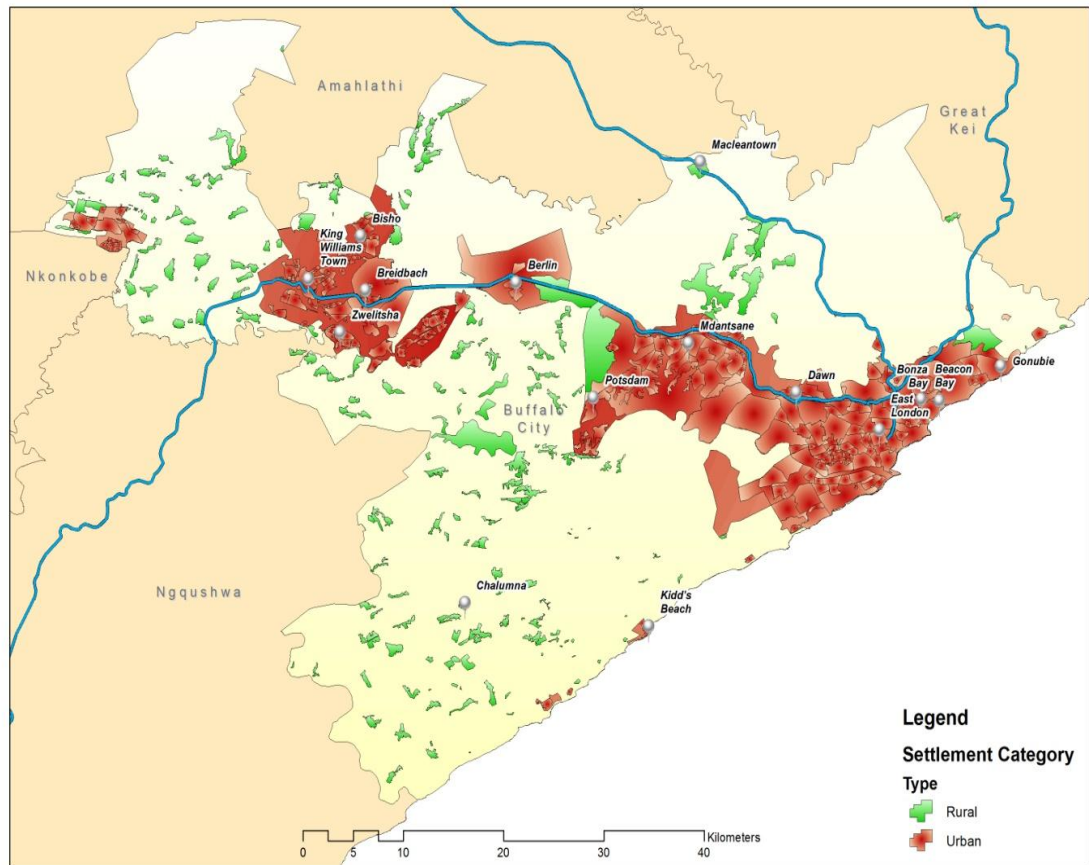 Amahlathi
Great
Kei
Macleantown
Bisho
King
Williams
Town
Nkonkobe
Breidbach
Berlin
Zwelitsha
Mdantsane
Gonubie
Bonza
Bay
Beacon
Bay
Dawn
Potsdam
East
London
Buffalo
City
Chalumna
Ngqushwa
Kidd's
Beach
Legend
Settlement Category
Type
Rural
Urban
Kilometers
0 5 10 20 30 40